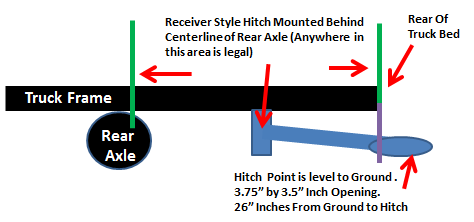 Receiver Style Hitch Mounted Behind
Centerline of Rear Axle (Anywhere in
this area is legal)
Rear Of
Truck Bed
Truck Frame
Rear
Axle
Hitch Point is level to Ground .
3.75” by 3.5” Inch Opening.
26” Inches From Ground to Hitch